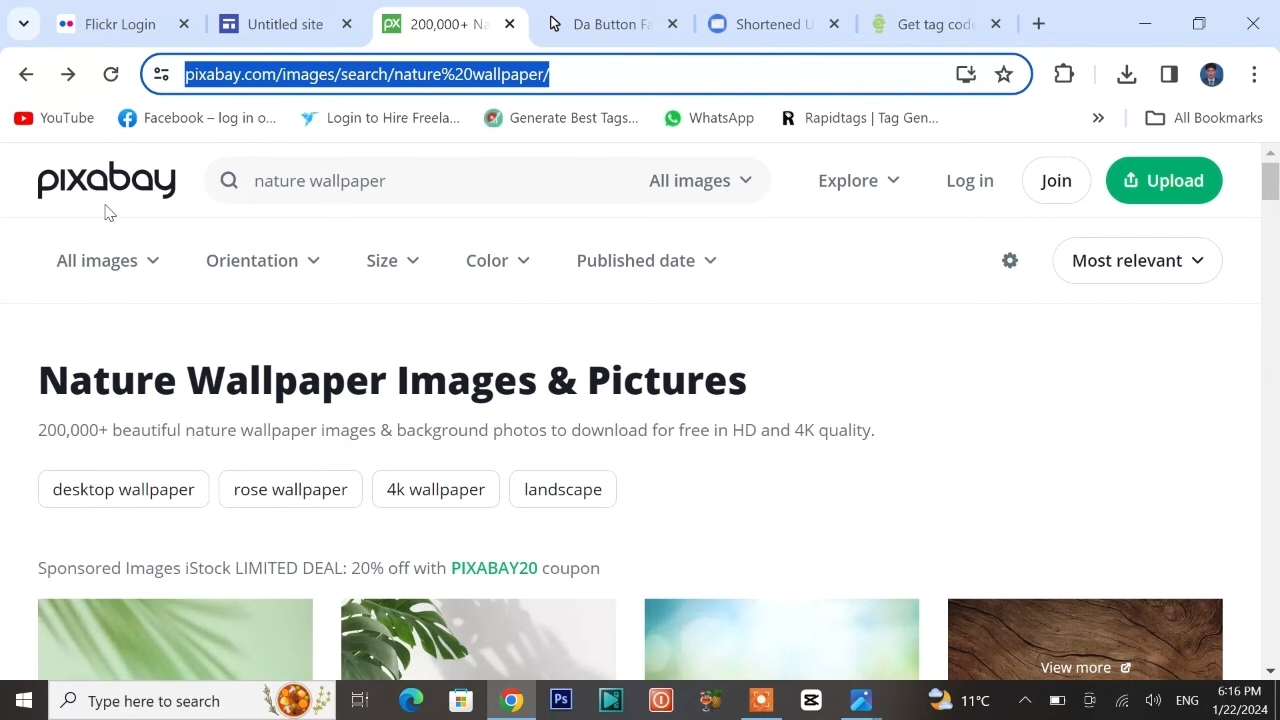 Flickr Login
Untitled site
200,000+ Na
Da Button Fa
Shortened U
Get tag code
pixabay.com/images/search/nature%20wallpaper/
YouTube
Facebook – log in o...
Login to Hire Freela...
Generate Best Tags...
WhatsApp
Rapidtags | Tag Gen...
All Bookmarks
pixabay
nature wallpaper
All images
Explore
Log in
Join
Upload
All images
Orientation
Size
Color
Published date
Most relevant
Nature Wallpaper Images & Pictures
200,000+ beautiful nature wallpaper images & background photos to download for free in HD and 4K quality.
desktop wallpaper
rose wallpaper
4k wallpaper
landscape
Sponsored Images iStock LIMITED DEAL: 20% off with PIXABAY20 coupon
View more
Type here to search
Ps
11°C
ENG
6:16 PM
1/22/2024